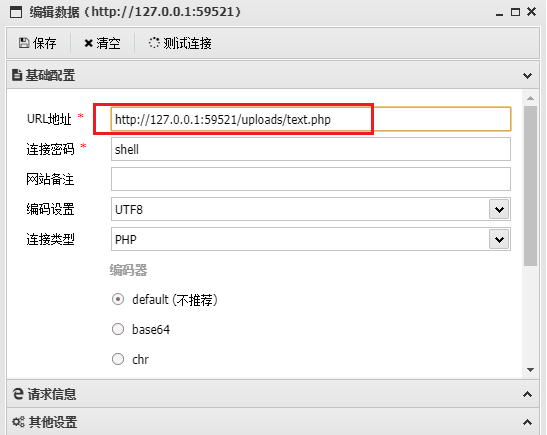 编辑数据 (http://127.0.0.1:59521)
保存 清空 测试连接
基础配置
URL地址 * http://127.0.0.1:59521/uploads/text.php
连接密码 * shell
网站备注
编码设置 UTF8
连接类型 PHP
编码器
default (不推荐)
base64
chr
请求信息
其他设置